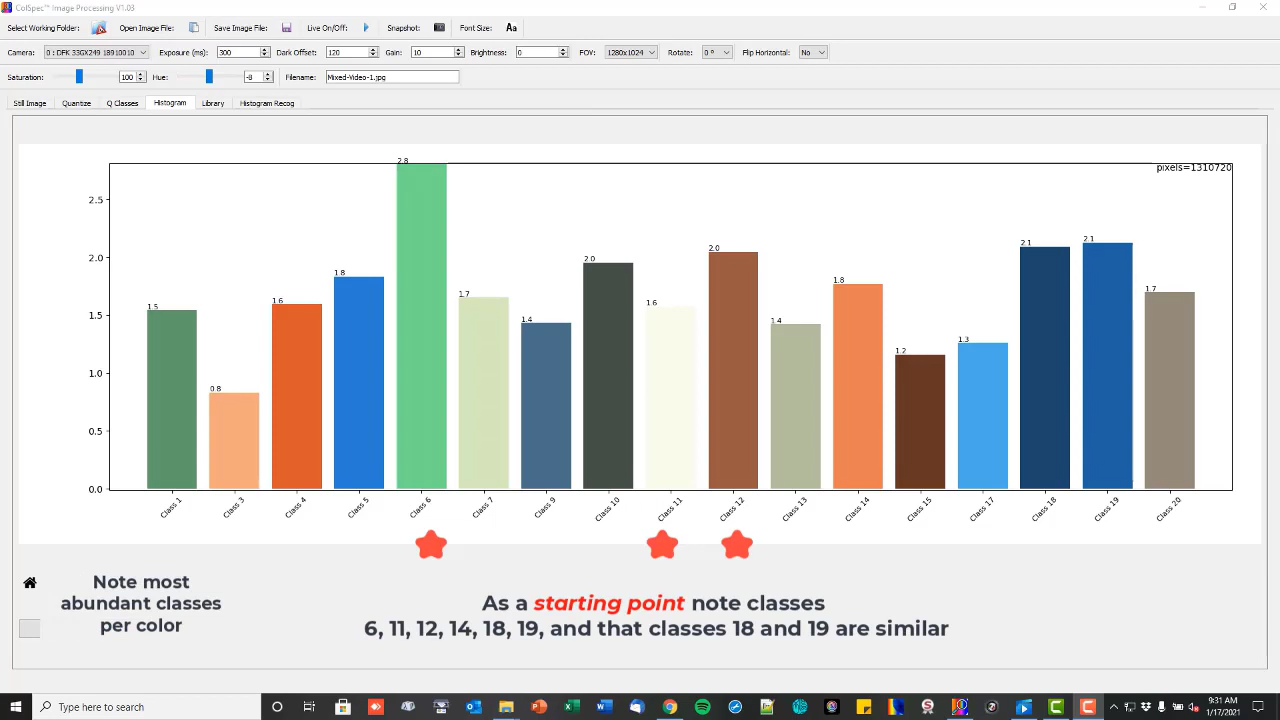 ColSpec™ Image Processing V1.03
Select Working Folder: Open Image File: Save Image File: Live On/Off: Snapshot: Font Size: Aa
Camera: 0 : DFK 33GX249 18910010 Exposure (ms): 300 Dark Offset: 120 Gain: 10 Brightness: 0 FOV: 1280x1024 Rotate: 0 ° Flip Horizontal: No
Saturation: 100 Hue: -8 Filename: Mixed-Video-1.jpg
Still Image Quantize Q Classes Histogram Library Histogram Recog
pixels=1310720
2.5
2.0
1.5
1.0
0.5
0.0
1.5 0.8 1.6 1.8 2.8 1.7 1.4 2.0 1.6 2.0 1.4 1.8 1.2 1.3 2.1 2.1 1.7
Class 1 Class 3 Class 4 Class 5 Class 6 Class 7 Class 9 Class 10 Class 11 Class 12 Class 13 Class 14 Class 15 Class 17 Class 18 Class 19 Class 20
Note most
abundant classes
per color
As a starting point note classes
6, 11, 12, 14, 18, 19, and that classes 18 and 19 are similar
Type here to search
9:31 AM
1/17/2021